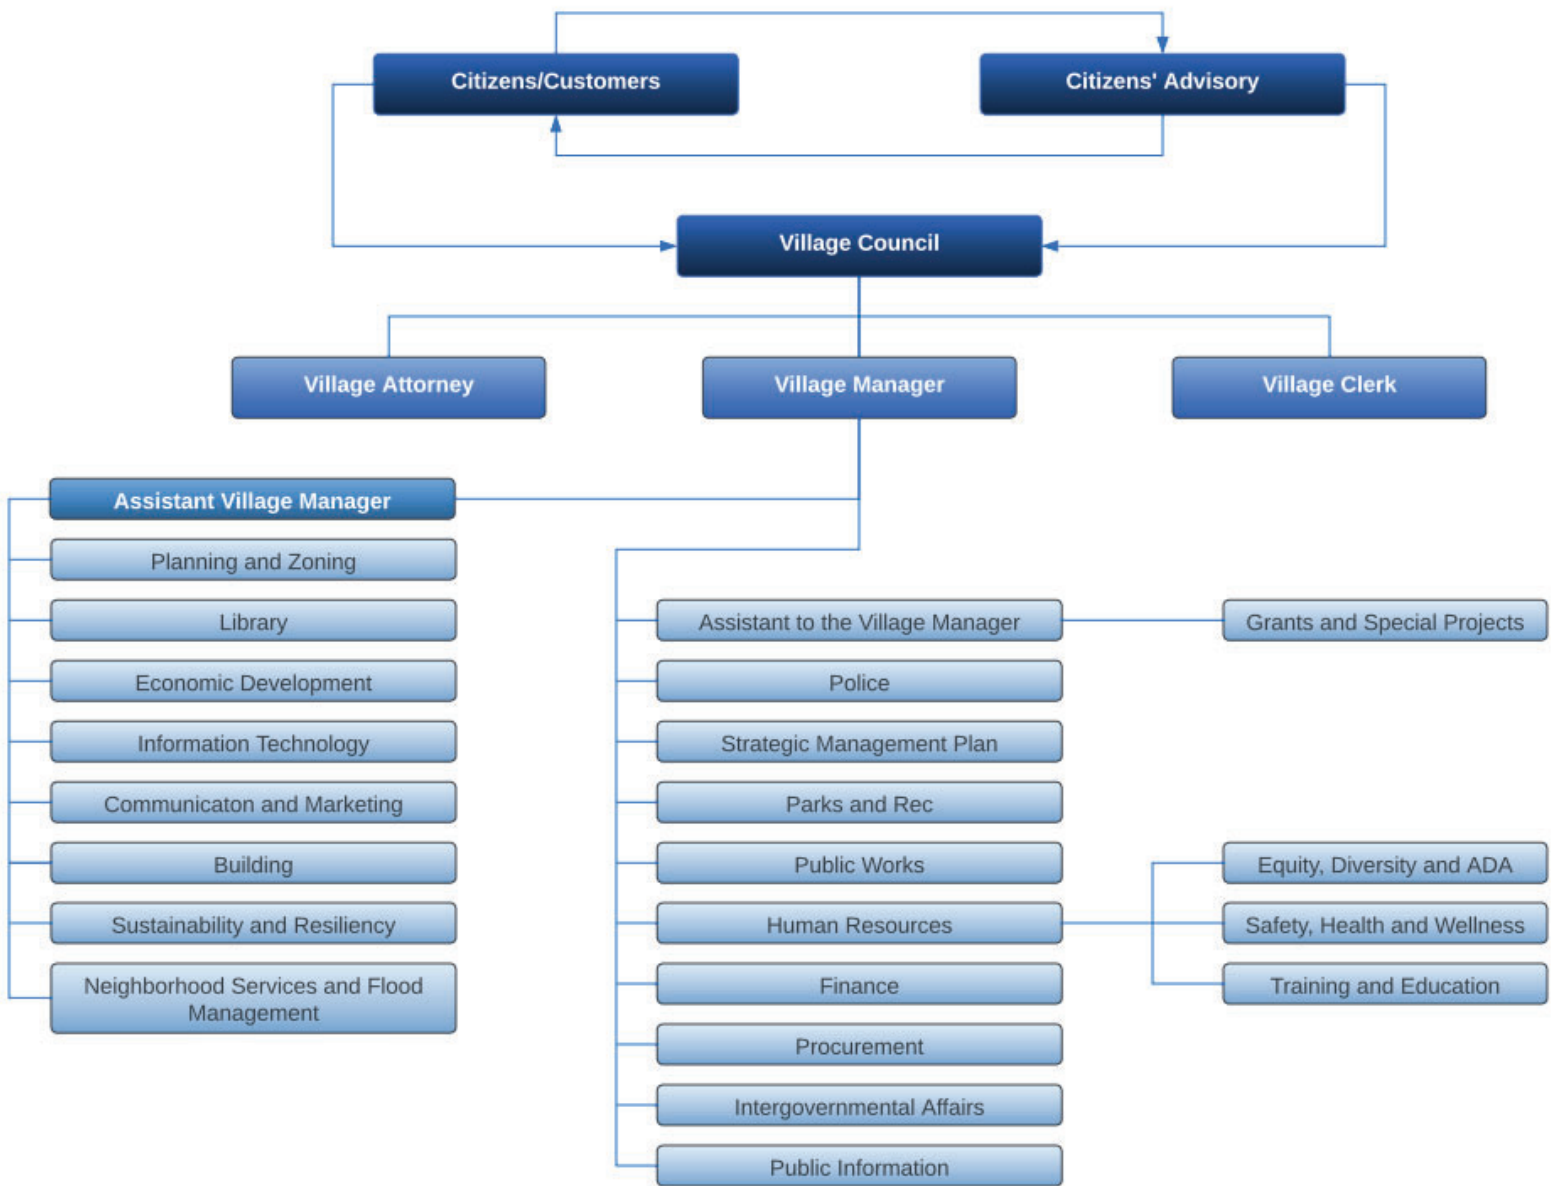 Citizens/Customers
Citizens' Advisory
Village Council
Village Attorney
Village Manager
Village Clerk
Assistant Village Manager
Planning and Zoning
Library
Economic Development
Information Technology
Communicaton and Marketing
Building
Sustainability and Resiliency
Neighborhood Services and Flood
Management
Assistant to the Village Manager
Police
Strategic Management Plan
Parks and Rec
Public Works
Human Resources
Finance
Procurement
Intergovernmental Affairs
Public Information
Grants and Special Projects
Equity, Diversity and ADA
Safety, Health and Wellness
Training and Education